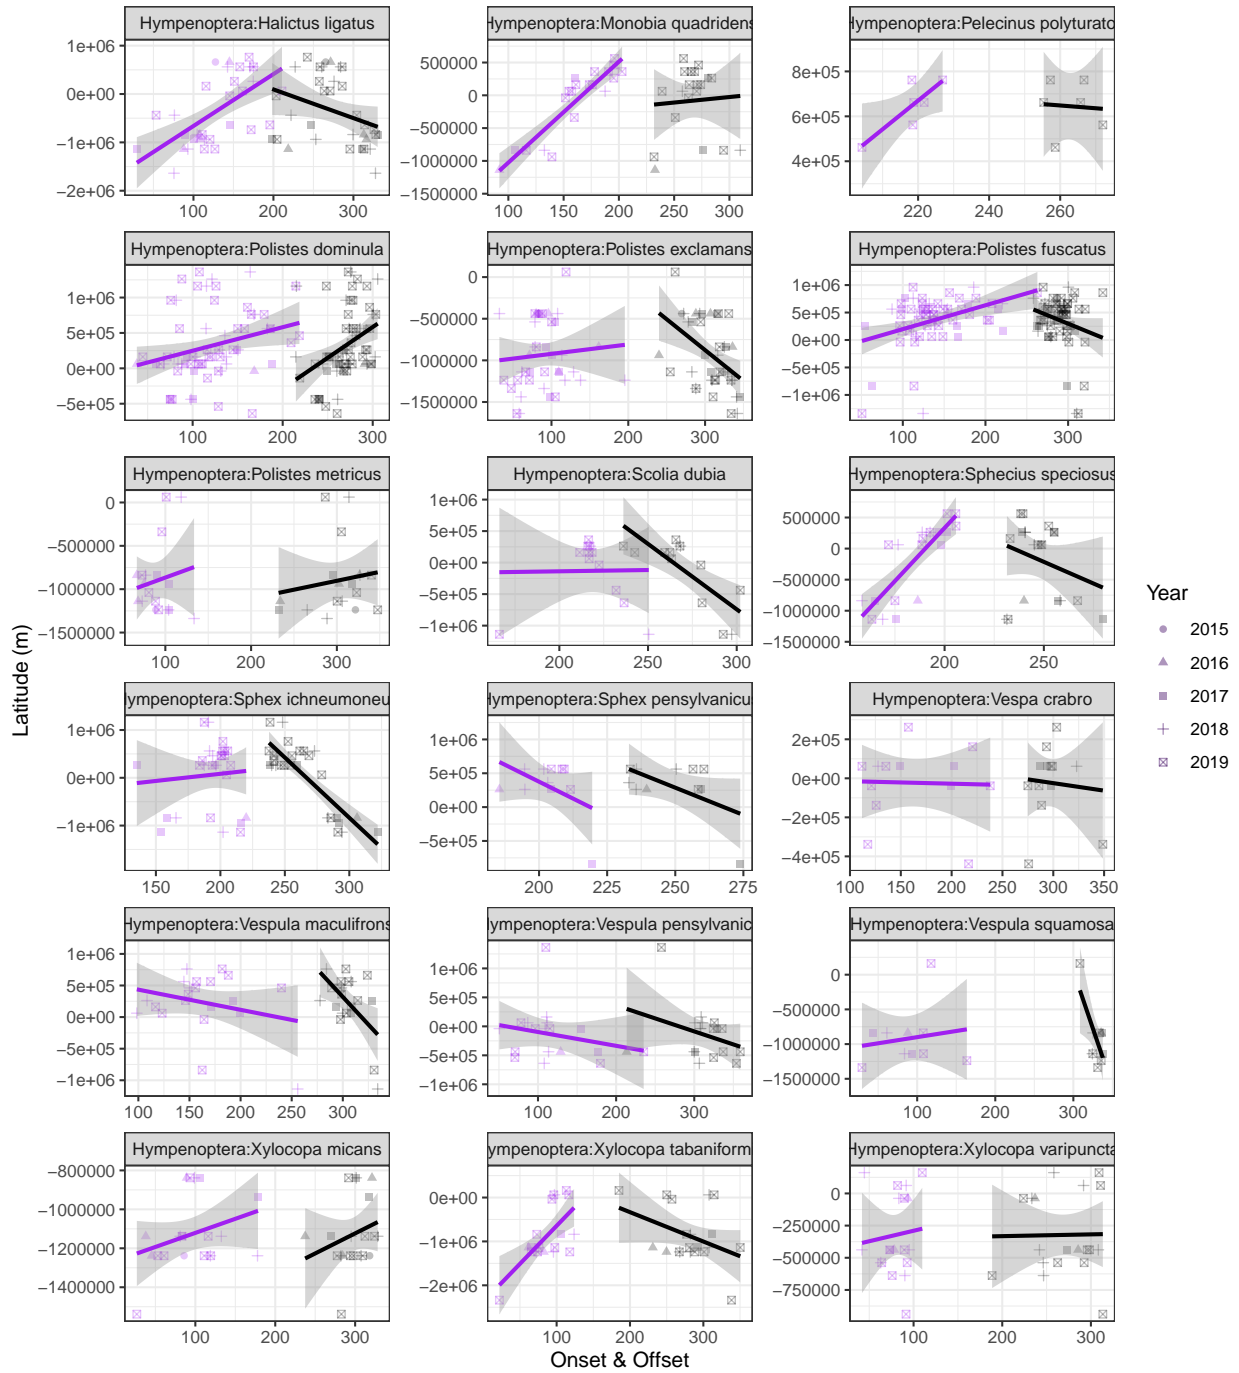 Hympenoptera:Halictus ligatus
Hympenoptera:Monobia quadridens
Hympenoptera:Pelecinus polyturato
1e+06
0e+00
−1e+06
−2e+06
100 200 300
500000
0
−500000
−1000000
−1500000
100 150 200 250 300
8e+05
6e+05
4e+05
220 240 260
Hympenoptera:Polistes dominula
Hympenoptera:Polistes exclamans
Hympenoptera:Polistes fuscatus
1e+06
5e+05
0e+00
−5e+05
100 200 300
0
−500000
−1000000
−1500000
100 200 300
1e+06
5e+05
0e+00
−5e+05
−1e+06
100 200 300
Hympenoptera:Polistes metricus
Hympenoptera:Scolia dubia
Hympenoptera:Sphecius speciosus
0
−500000
−1000000
−1500000
100 150 200 250 300 350
1e+06
5e+05
0e+00
−5e+05
−1e+06
200 250 300
500000
0
−500000
−1000000
−1500000
200 250
ympenoptera:Sphex ichneumoneu
Hympenoptera:Sphex pensylvanicu
Hympenoptera:Vespa crabro
1e+06
0e+00
−1e+06
150 200 250 300
1e+06
5e+05
0e+00
−5e+05
200 225 250 275
2e+05
0e+00
−2e+05
−4e+05
100 150 200 250 300 350
Hympenoptera:Vespula maculifrons
ympenoptera:Vespula pensylvanic
Hympenoptera:Vespula squamosa
1e+06
5e+05
0e+00
−5e+05
−1e+06
100 150 200 250 300
1e+06
5e+05
0e+00
−5e+05
−1e+06
100 200 300
0
−500000
−1000000
−1500000
100 200 300
Hympenoptera:Xylocopa micans
ympenoptera:Xylocopa tabaniform
Hympenoptera:Xylocopa varipuncta
−800000
−1000000
−1200000
−1400000
100 200 300
0e+00
−1e+06
−2e+06
100 200 300
0
−250000
−500000
−750000
100 200 300
Latitude (m)
Onset & Offset
Year
2015
2016
2017
2018
2019